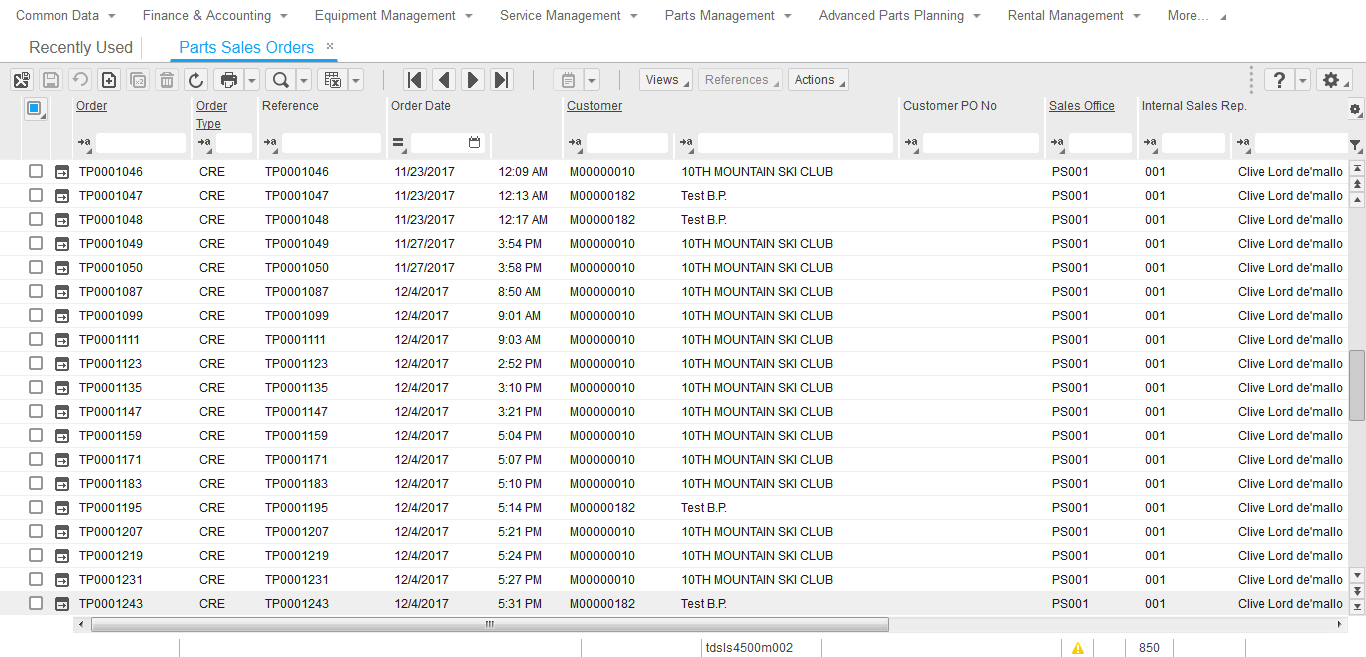 Common Data Finance & Accounting Equipment Management Service Management Parts Management Advanced Parts Planning Rental Management More...
Recently Used Parts Sales Orders ×
Views References Actions ?
Order Order Type Reference Order Date Customer Customer PO No Sales Office Internal Sales Rep.
TP0001046 CRE TP0001046 11/23/2017 12:09 AM M00000010 10TH MOUNTAIN SKI CLUB PS001 001 Clive Lord de'mallo
TP0001047 CRE TP0001047 11/23/2017 12:13 AM M00000182 Test B.P. PS001 001 Clive Lord de'mallo
TP0001048 CRE TP0001048 11/23/2017 12:17 AM M00000182 Test B.P. PS001 001 Clive Lord de'mallo
TP0001049 CRE TP0001049 11/27/2017 3:54 PM M00000010 10TH MOUNTAIN SKI CLUB PS001 001 Clive Lord de'mallo
TP0001050 CRE TP0001050 11/27/2017 3:58 PM M00000010 10TH MOUNTAIN SKI CLUB PS001 001 Clive Lord de'mallo
TP0001087 CRE TP0001087 12/4/2017 8:50 AM M00000010 10TH MOUNTAIN SKI CLUB PS001 001 Clive Lord de'mallo
TP0001099 CRE TP0001099 12/4/2017 9:01 AM M00000010 10TH MOUNTAIN SKI CLUB PS001 001 Clive Lord de'mallo
TP0001111 CRE TP0001111 12/4/2017 9:03 AM M00000010 10TH MOUNTAIN SKI CLUB PS001 001 Clive Lord de'mallo
TP0001123 CRE TP0001123 12/4/2017 2:52 PM M00000010 10TH MOUNTAIN SKI CLUB PS001 001 Clive Lord de'mallo
TP0001135 CRE TP0001135 12/4/2017 3:10 PM M00000010 10TH MOUNTAIN SKI CLUB PS001 001 Clive Lord de'mallo
TP0001147 CRE TP0001147 12/4/2017 3:21 PM M00000010 10TH MOUNTAIN SKI CLUB PS001 001 Clive Lord de'mallo
TP0001159 CRE TP0001159 12/4/2017 5:04 PM M00000010 10TH MOUNTAIN SKI CLUB PS001 001 Clive Lord de'mallo
TP0001171 CRE TP0001171 12/4/2017 5:07 PM M00000010 10TH MOUNTAIN SKI CLUB PS001 001 Clive Lord de'mallo
TP0001183 CRE TP0001183 12/4/2017 5:10 PM M00000010 10TH MOUNTAIN SKI CLUB PS001 001 Clive Lord de'mallo
TP0001195 CRE TP0001195 12/4/2017 5:14 PM M00000182 Test B.P. PS001 001 Clive Lord de'mallo
TP0001207 CRE TP0001207 12/4/2017 5:21 PM M00000010 10TH MOUNTAIN SKI CLUB PS001 001 Clive Lord de'mallo
TP0001219 CRE TP0001219 12/4/2017 5:24 PM M00000010 10TH MOUNTAIN SKI CLUB PS001 001 Clive Lord de'mallo
TP0001231 CRE TP0001231 12/4/2017 5:27 PM M00000010 10TH MOUNTAIN SKI CLUB PS001 001 Clive Lord de'mallo
TP0001243 CRE TP0001243 12/4/2017 5:31 PM M00000182 Test B.P. PS001 001 Clive Lord de'mallo
tdsls4500m002 850